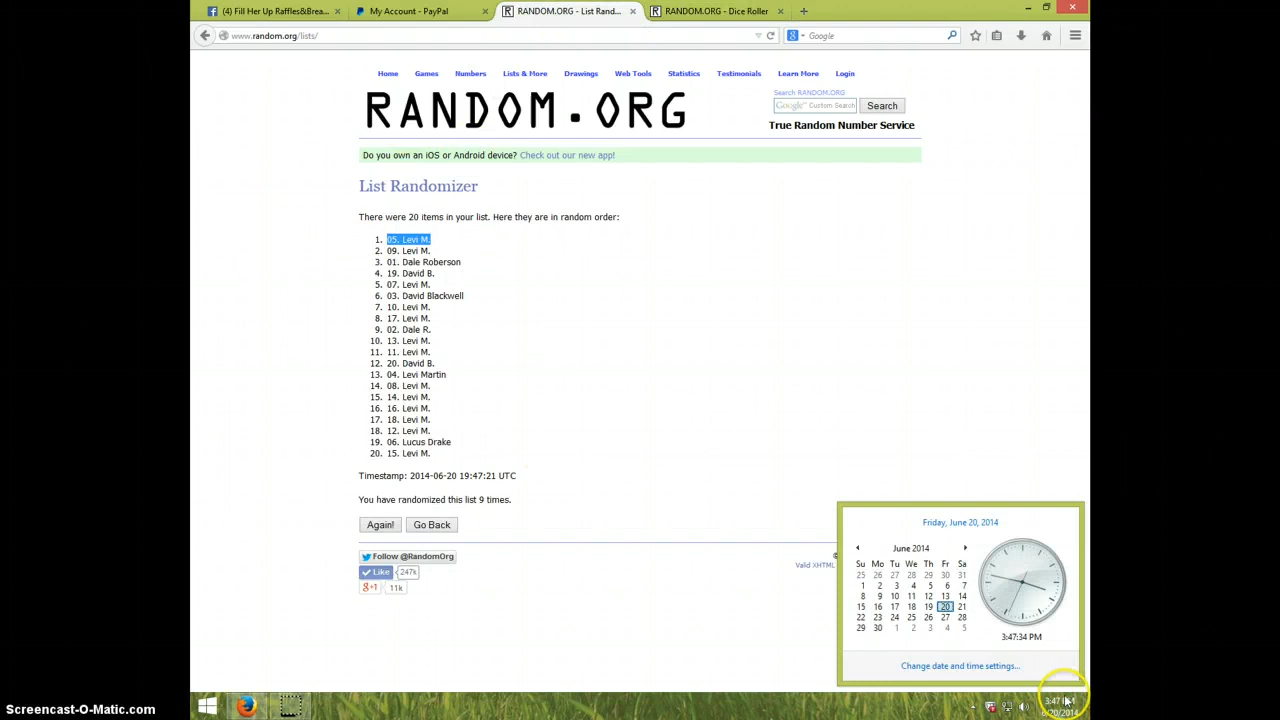 (4) Fill Her Up Raffles&Brea...
My Account - PayPal
RANDOM.ORG - List Rand...
RANDOM.ORG - Dice Roller
www.random.org/lists/
Google
Home Games Numbers Lists & More Drawings Web Tools Statistics Testimonials Learn More Login
Search RANDOM.ORG
Google™ Custom Search
Search
RANDOM.ORG
True Random Number Service
Do you own an iOS or Android device? Check out our new app!
List Randomizer
There were 20 items in your list. Here they are in random order:
1. 05. Levi M.
2. 09. Levi M.
3. 01. Dale Roberson
4. 19. David B.
5. 07. Levi M.
6. 03. David Blackwell
7. 10. Levi M.
8. 17. Levi M.
9. 02. Dale R.
10. 13. Levi M.
11. 11. Levi M.
12. 20. David B.
13. 04. Levi Martin
14. 08. Levi M.
15. 14. Levi M.
16. 16. Levi M.
17. 18. Levi M.
18. 12. Levi M.
19. 06. Lucus Drake
20. 15. Levi M.
Timestamp: 2014-06-20 19:47:21 UTC
You have randomized this list 9 times.
Again! Go Back
Follow @RandomOrg
Like 247k
g+1 11k
Valid XHTML
Friday, June 20, 2014
June 2014
Su Mo Tu We Th Fr Sa
25 26 27 28 29 30 31
1 2 3 4 5 6 7
8 9 10 11 12 13 14
15 16 17 18 19 20 21
22 23 24 25 26 27 28
29 30 1 2 3 4 5
3:47:34 PM
Change date and time settings...
3:47 PM
6/20/2014
Screencast-O-Matic.com